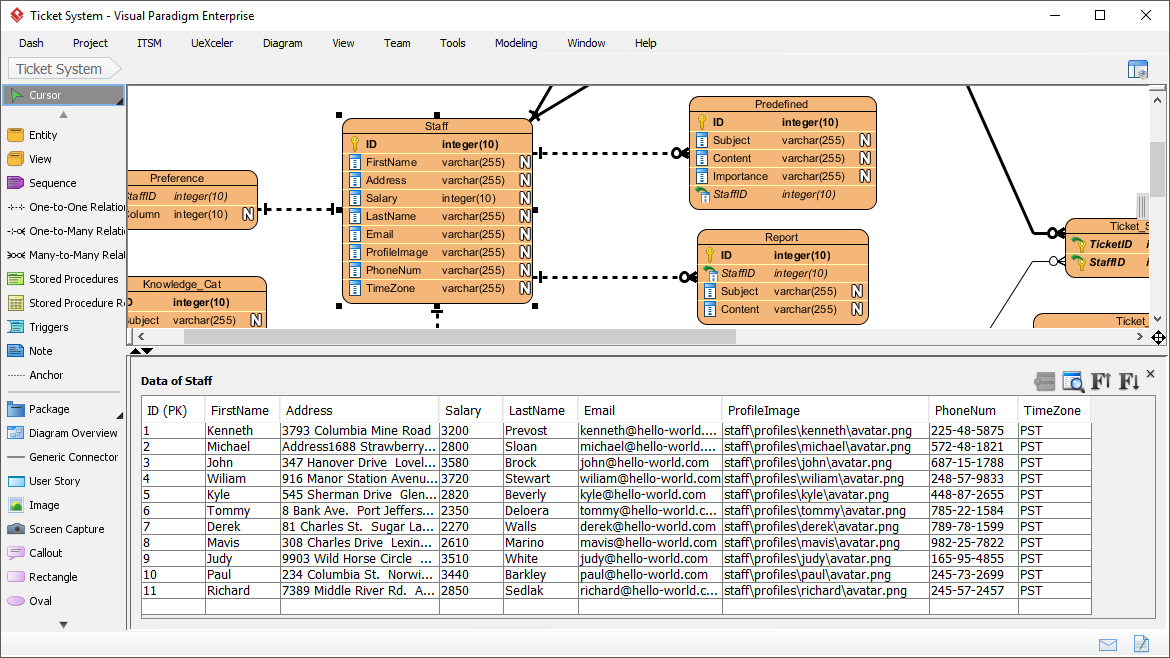 Ticket System - Visual Paradigm Enterprise
Dash Project ITSM UeXceler Diagram View Team Tools Modeling Window Help
Ticket System
Cursor
Entity
View
Sequence
One-to-One Relatio
One-to-Many Relati
Many-to-Many Relat
Stored Procedures
Stored Procedure Re
Triggers
Note
Anchor
Package
Diagram Overview
Generic Connector
User Story
Image
Screen Capture
Callout
Rectangle
Oval
Preference
StaffID integer(10)
Column integer(10) N
Knowledge_Cat
ID integer(10)
Subject varchar(255) N
Staff
ID integer(10)
FirstName varchar(255) N
Address varchar(255) N
Salary integer(10) N
LastName varchar(255) N
Email varchar(255) N
ProfileImage varchar(255) N
PhoneNum varchar(255) N
TimeZone varchar(255) N
Predefined
ID integer(10)
Subject varchar(255) N
Content varchar(255) N
Importance varchar(255) N
StaffID integer(10)
Report
ID integer(10)
StaffID integer(10)
Subject varchar(255) N
Content varchar(255) N
Ticket_S
TicketID i
StaffID i
Ticket_
Data of Staff
ID (PK) FirstName Address Salary LastName Email ProfileImage PhoneNum TimeZone
1 Kenneth 3793 Columbia Mine Road 3200 Prevost kenneth@hello-world.... staff\profiles\kenneth\avatar.png 225-48-5875 PST
2 Michael Address1688 Strawberry... 2800 Sloan michael@hello-world.... staff\profiles\michael\avatar.png 572-48-1821 PST
3 John 347 Hanover Drive Lovel... 3580 Brock john@hello-world.com staff\profiles\john\avatar.png 687-15-1788 PST
4 Wiliam 916 Manor Station Avenu... 3720 Stewart wiliam@hello-world.com staff\profiles\wiliam\avatar.png 248-57-9833 PST
5 Kyle 545 Sherman Drive Glen... 2820 Beverly kyle@hello-world.com staff\profiles\kyle\avatar.png 448-87-2655 PST
6 Tommy 8 Bank Ave. Port Jeffers... 2350 Deloera tommy@hello-world.com staff\profiles\tommy\avatar.png 785-22-1584 PST
7 Derek 81 Charles St. Sugar La... 2270 Walls derek@hello-world.com staff\profiles\derek\avatar.png 789-78-1599 PST
8 Mavis 308 Charles Drive Lexin... 2610 Marino mavis@hello-world.com staff\profiles\mavis\avatar.png 982-25-7822 PST
9 Judy 9903 Wild Horse Circle ... 3510 White judy@hello-world.com staff\profiles\judy\avatar.png 165-95-4855 PST
10 Paul 234 Columbia St. Norwi... 3440 Barkley paul@hello-world.com staff\profiles\paul\avatar.png 245-73-2699 PST
11 Richard 7389 Middle River Rd. A... 2850 Sedlak richard@hello-world.c... staff\profiles\richard\avatar.png 245-57-2457 PST